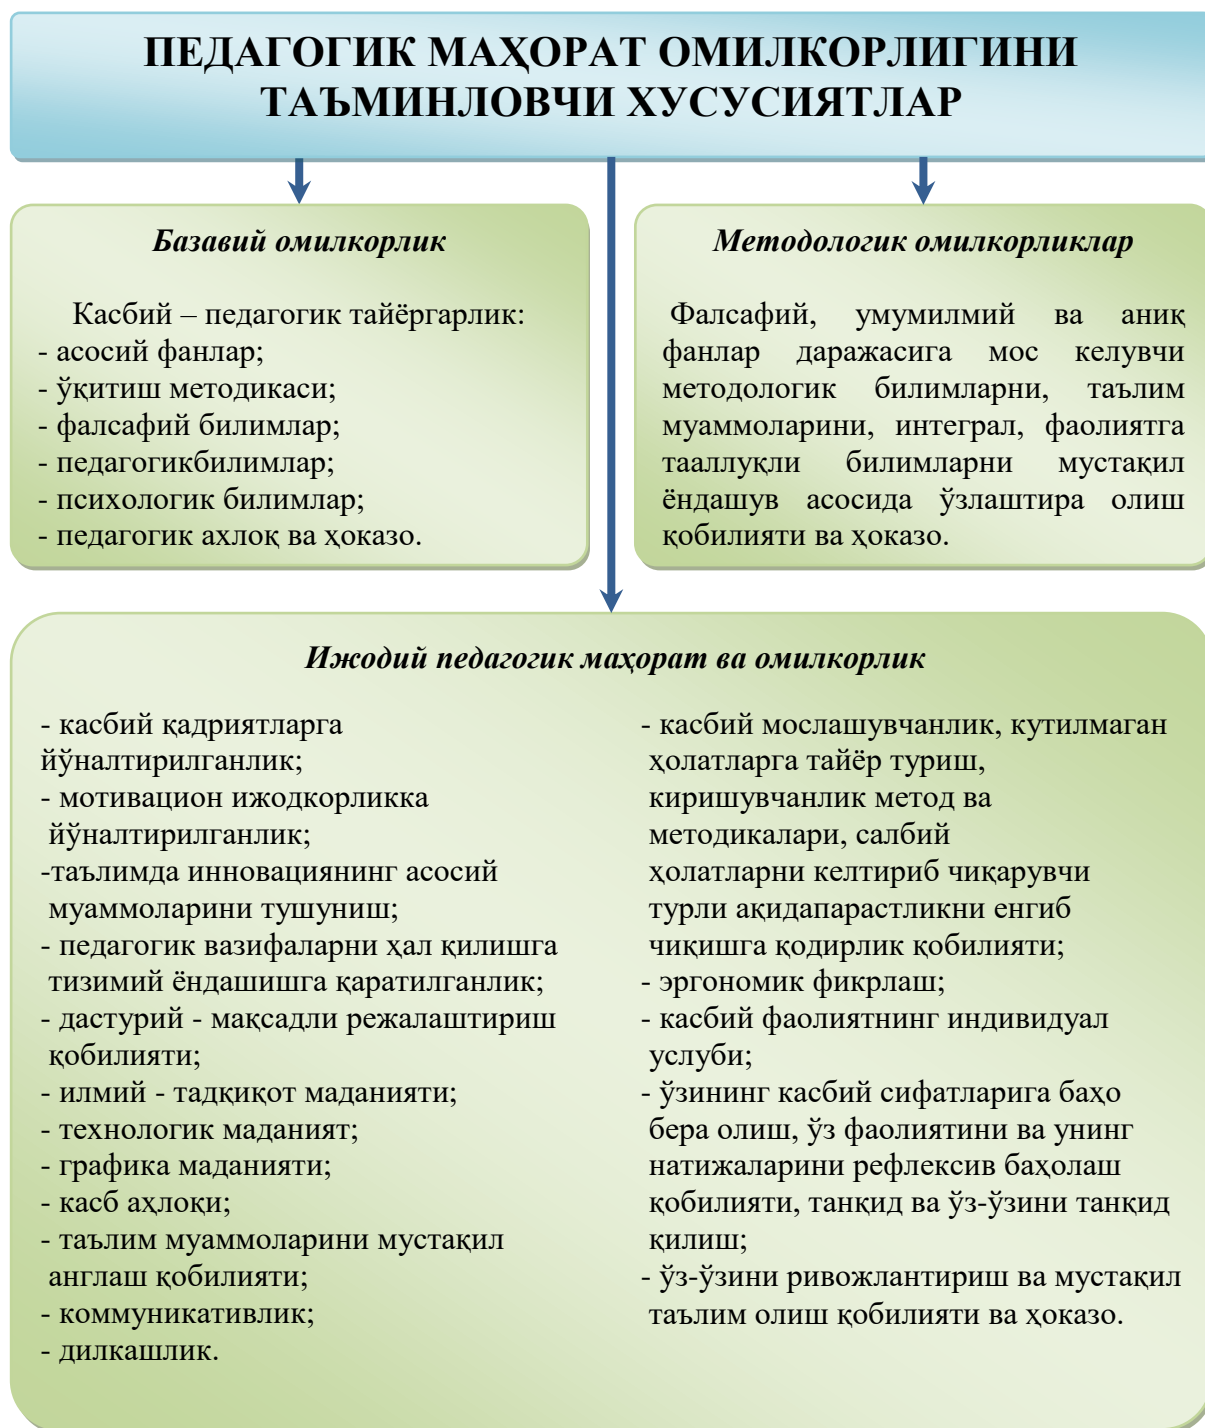 ПЕДАГОГИК МАҲОРАТ ОМИЛКОРЛИГИНИ
ТАЪМИНЛОВЧИ ХУСУСИЯТЛАР
Базавий омилкорлик
Касбий – педагогик тайёргарлик:
- асосий фанлар;
- ўқитиш методикаси;
- фалсафий билимлар;
- педагогикбилимлар;
- психологик билимлар;
- педагогик ахлоқ ва ҳоказо.
Методологик омилкорликлар
Фалсафий, умумилмий ва аниқ
фанлар даражасига мос келувчи
методологик билимларни, таълим
муаммоларини, интеграл, фаолиятга
тааллуқли билимларни мустақил
ёндашув асосида ўзлаштира олиш
қобилияти ва ҳоказо.
Ижодий педагогик маҳорат ва омилкорлик
- касбий қадриятларга
йўналтирилганлик;
- мотивацион ижодкорликка
йўналтирилганлик;
-таълимда инновациянинг асосий
муаммоларини тушуниш;
- педагогик вазифаларни ҳал қилишга
тизимий ёндашишга қаратилганлик;
- дастурий - мақсадли режалаштириш
қобилияти;
- илмий - тадқиқот маданияти;
- технологик маданият;
- графика маданияти;
- касб аҳлоқи;
- таълим муаммоларини мустақил
англаш қобилияти;
- коммуникативлик;
- дилкашлик.
- касбий мослашувчанлик, кутилмаган
ҳолатларга тайёр туриш,
киришувчанлик метод ва
методикалари, салбий
ҳолатларни келтириб чиқарувчи
турли ақидапарастликни енгиб
чиқишга қодирлик қобилияти;
- эргономик фикрлаш;
- касбий фаолиятнинг индивидуал
услуби;
- ўзининг касбий сифатларига баҳо
бера олиш, ўз фаолиятини ва унинг
натижаларини рефлексив баҳолаш
қобилияти, танқид ва ўз-ўзини танқид
қилиш;
- ўз-ўзини ривожлантириш ва мустақил
таълим олиш қобилияти ва ҳоказо.